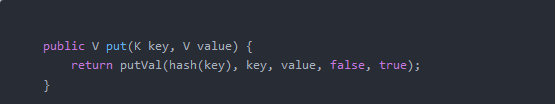 public V put(K key, V value) {
    return putVal(hash(key), key, value, false, true);
}